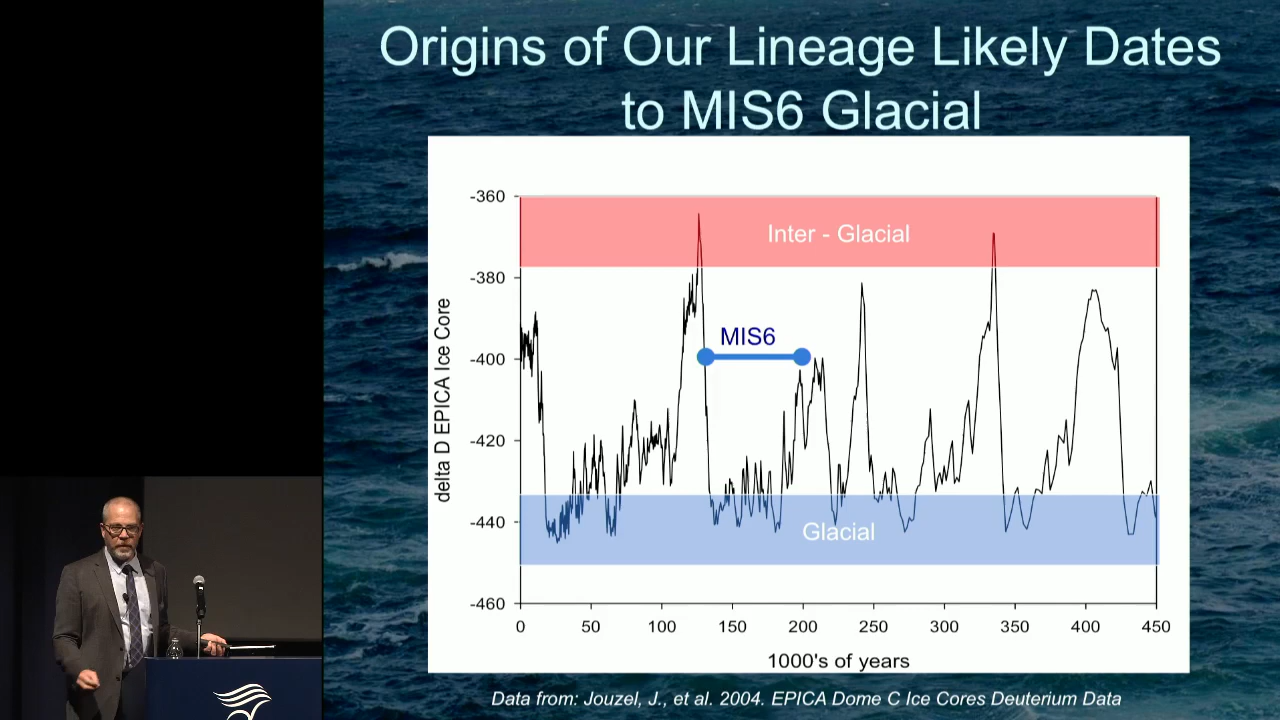 Origins of Our Lineage Likely Dates
to MIS6 Glacial
-360
Inter - Glacial
-380
MIS6
-400
-420
-440
Glacial
-460
delta D EPICA Ice Core
0 50 100 150 200 250 300 350 400 450
1000's of years
Data from: Jouzel, J., et al. 2004. EPICA Dome C Ice Cores Deuterium Data